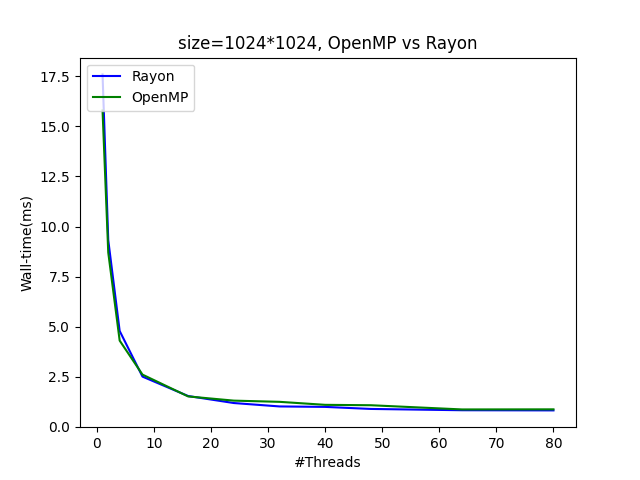 size=1024*1024, OpenMP vs Rayon
Rayon
OpenMP
Wall-time(ms)
17.5
15.0
12.5
10.0
7.5
5.0
2.5
0.0
0 10 20 30 40 50 60 70 80
#Threads